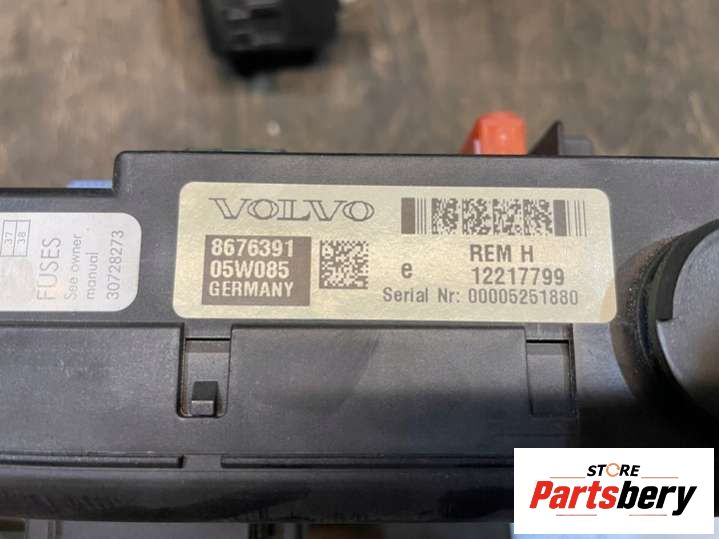 VOLVO
8676391
05W085
GERMANY
REM H
e 12217799
Serial Nr: 00005251880
37
38
FUSES
See owner
manual
30728273
STORE
Partsbery